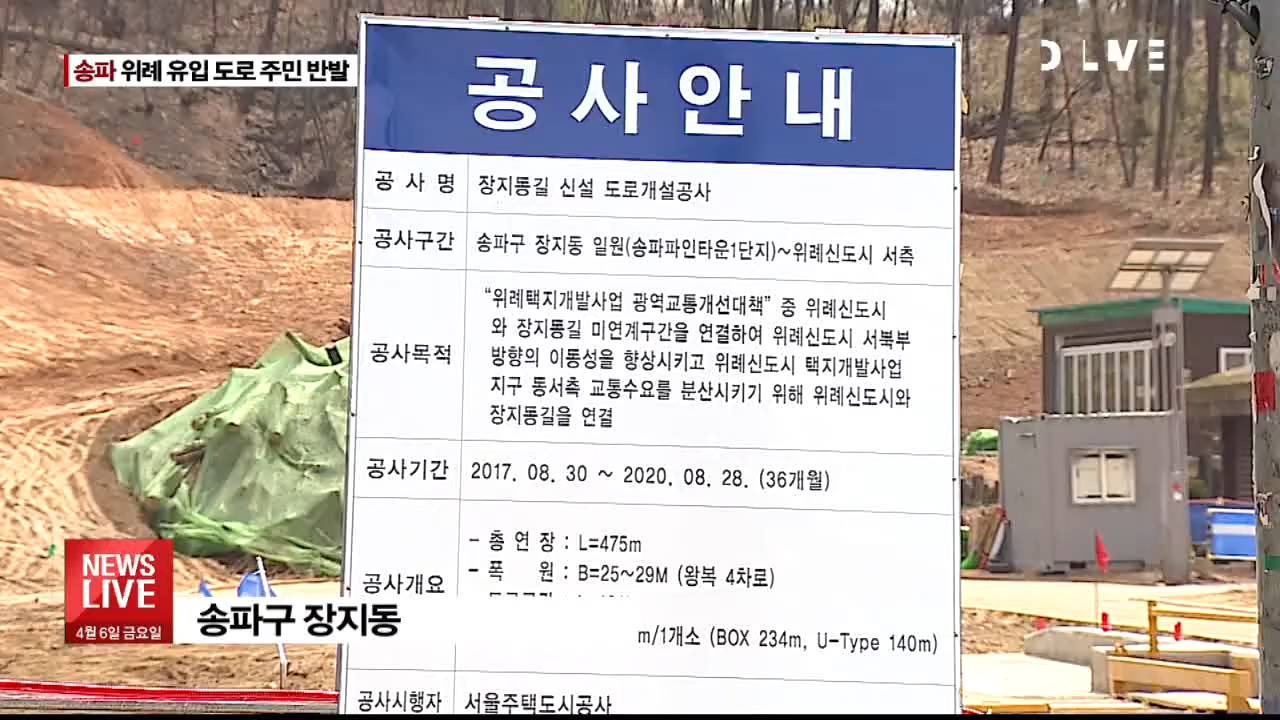 송파 위례 유입 도로 주민 반발
D LIVE
공사안내
공 사 명 장지동길 신설 도로개설공사
공사구간 송파구 장지동 일원(송파파인타운1단지)~위례신도시 서측
공사목적 “위례택지개발사업 광역교통개선대책” 중 위례신도시
와 장지동길 미연계구간을 연결하여 위례신도시 서북부
방향의 이동성을 향상시키고 위례신도시 택지개발사업
지구 동서측 교통수요를 분산시키기 위해 위례신도시와
장지동길을 연결
공사기간 2017. 08. 30 ~ 2020. 08. 28. (36개월)
공사개요
- 총 연 장 : L=475m
- 폭 원 : B=25~29M (왕복 4차로)
m/1개소 (BOX 234m, U-Type 140m)
공사시행자 서울주택도시공사
NEWS
LIVE
4월 6일 금요일
송파구 장지동